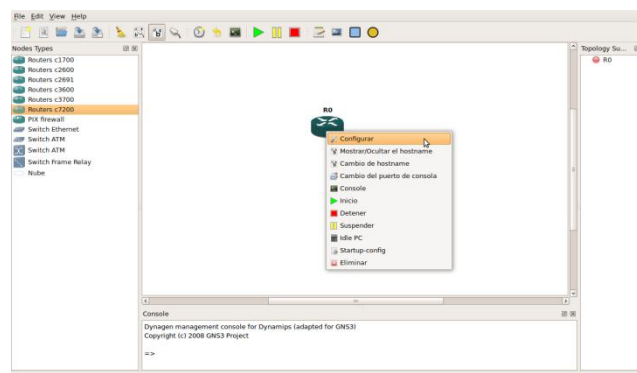 File Edit View Help
Nodes Types
Routers c1700
Routers c2600
Routers c2691
Routers c3600
Routers c3700
Routers c7200
PIX firewall
Switch Ethernet
Switch ATM
Switch ATM
Switch Frame Relay
Nube
R0
Configurar
Mostrar/Ocultar el hostname
Cambio de hostname
Cambio del puerto de consola
Console
Inicio
Detener
Suspender
Idle PC
Startup-config
Eliminar
Topology Su...
R0
Console
Dynagen management console for Dynamips (adapted for GNS3)
Copyright (c) 2008 GNS3 Project
=>